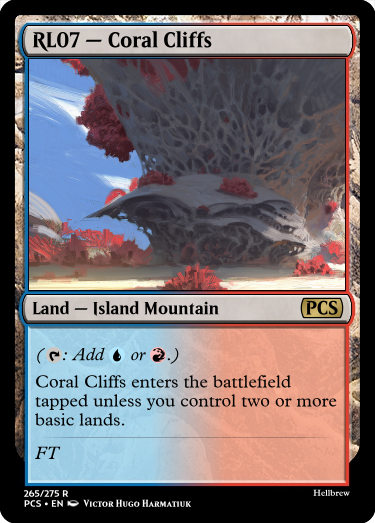 RL07 — Coral Cliffs
Land — Island Mountain
PCS
( : Add or .)
Coral Cliffs enters the battlefield
tapped unless you control two or more
basic lands.
FT
265/275 R
Hellbrew
PCS • EN VICTOR HUGO HARMATIUK